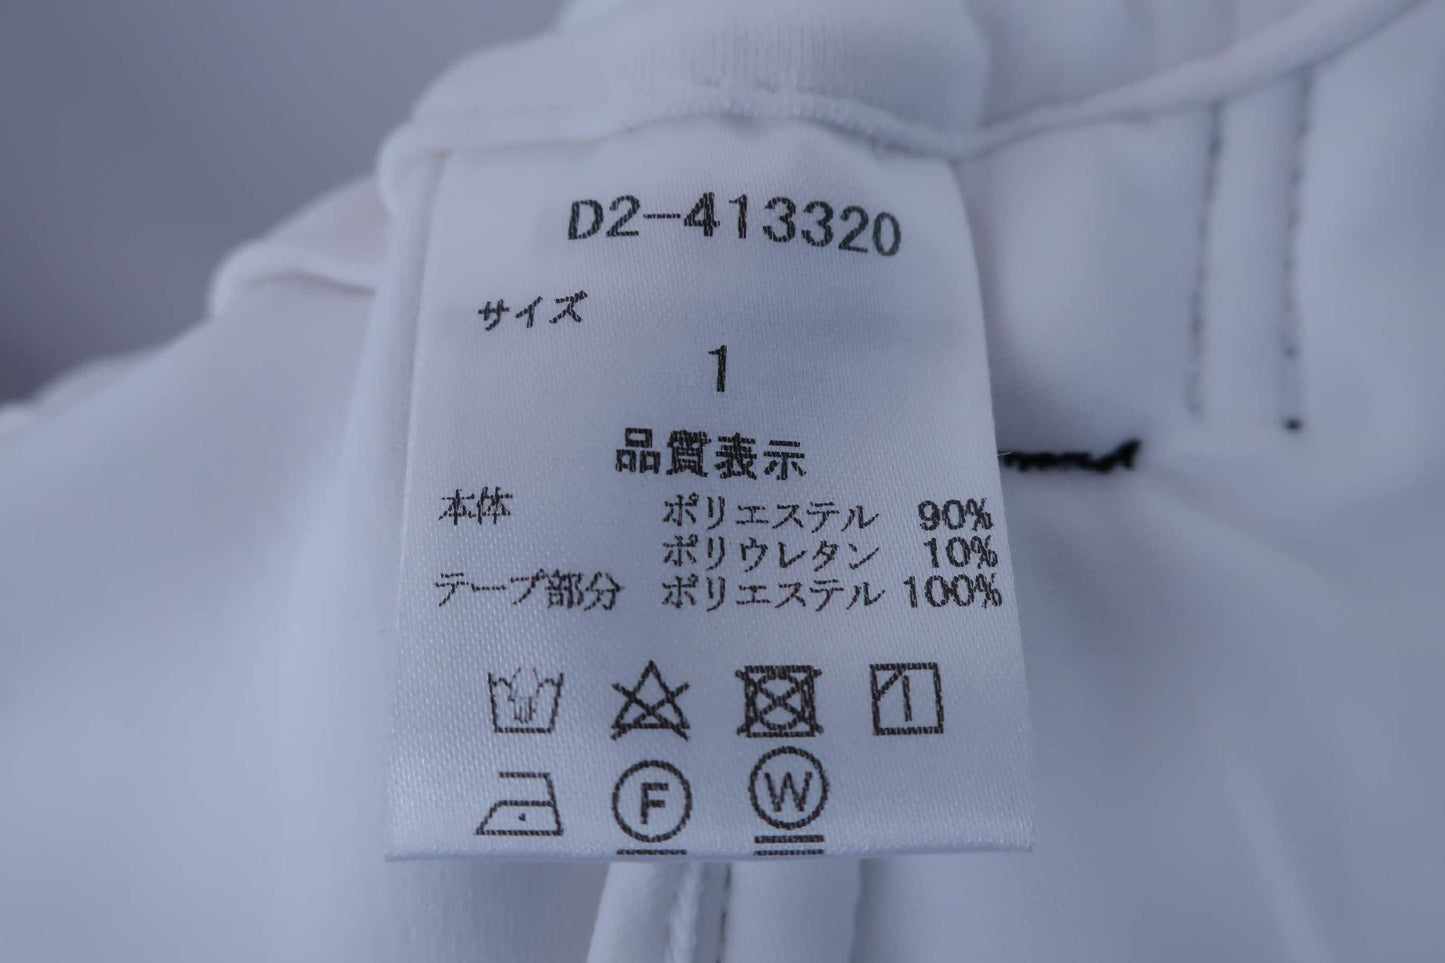 D2-413320
サイズ
1
品質表示
本体 ポリエステル 90%
ポリウレタン 10%
テープ部分 ポリエステル 100%
F W